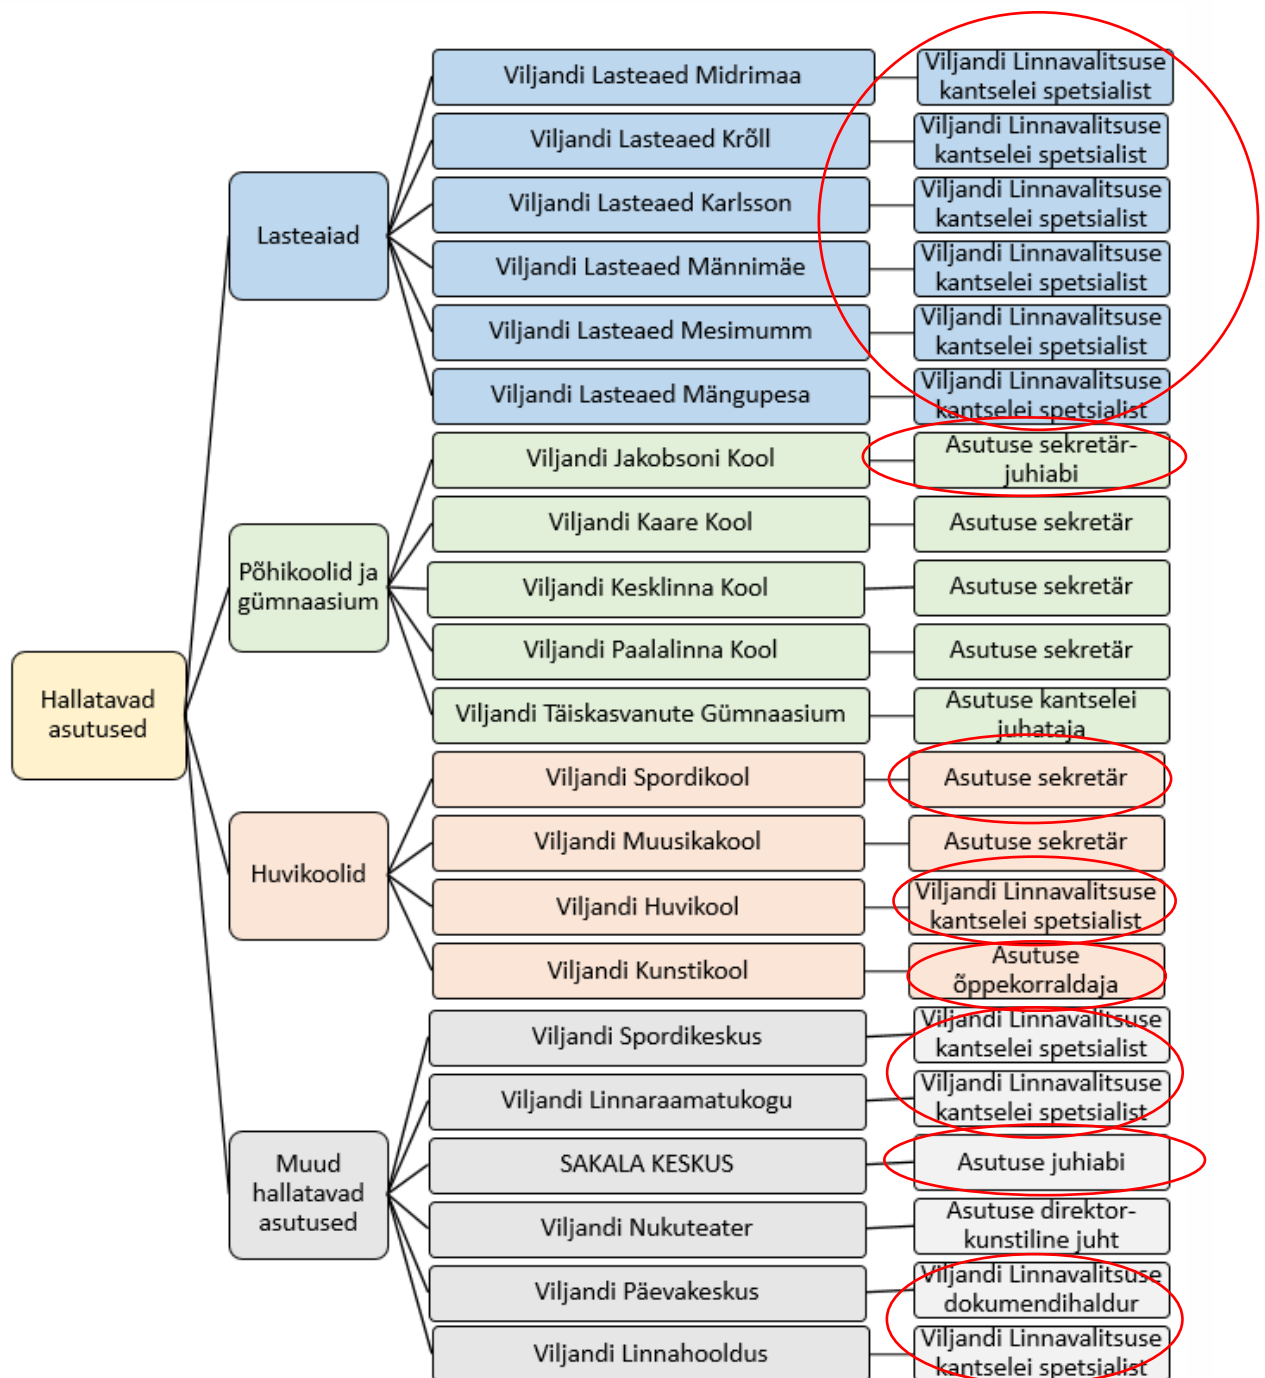 Hallatavad
asutused
Lasteaiad
Viljandi Lasteaed Midrimaa
Viljandi Linnavalitsuse
kantselei spetsialist
Viljandi Lasteaed Krõll
Viljandi Linnavalitsuse
kantselei spetsialist
Viljandi Lasteaed Karlsson
Viljandi Linnavalitsuse
kantselei spetsialist
Viljandi Lasteaed Männimäe
Viljandi Linnavalitsuse
kantselei spetsialist
Viljandi Lasteaed Mesimumm
Viljandi Linnavalitsuse
kantselei spetsialist
Viljandi Lasteaed Mängupesa
Viljandi Linnavalitsuse
kantselei spetsialist
Põhikoolid ja
gümnaasium
Viljandi Jakobsoni Kool
Asutuse sekretär-
juhiabi
Viljandi Kaare Kool
Asutuse sekretär
Viljandi Kesklinna Kool
Asutuse sekretär
Viljandi Paalalinna Kool
Asutuse sekretär
Viljandi Täiskasvanute Gümnaasium
Asutuse kantselei
juhataja
Huvikoolid
Viljandi Spordikool
Asutuse sekretär
Viljandi Muusikakool
Asutuse sekretär
Viljandi Huvikool
Viljandi Linnavalitsuse
kantselei spetsialist
Viljandi Kunstikool
Asutuse
õppekorraldaja
Muud
hallatavad
asutused
Viljandi Spordikeskus
Viljandi Linnavalitsuse
kantselei spetsialist
Viljandi Linnaraamatukogu
Viljandi Linnavalitsuse
kantselei spetsialist
SAKALA KESKUS
Asutuse juhiabi
Viljandi Nukuteater
Asutuse direktor-
kunstiline juht
Viljandi Päevakeskus
Viljandi Linnavalitsuse
dokumendihaldur
Viljandi Linnahooldus
Viljandi Linnavalitsuse
kantselei spetsialist